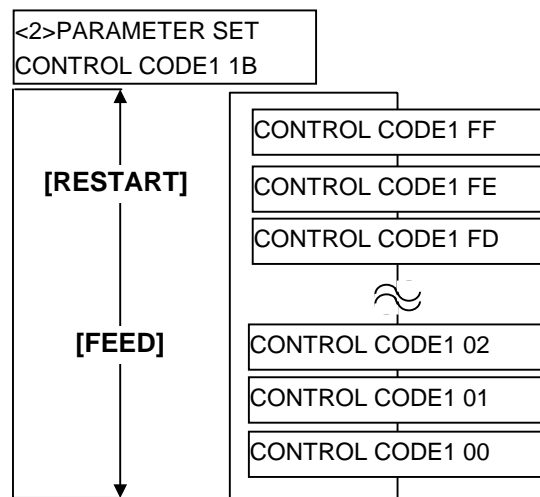 <2>PARAMETER SET
CONTROL CODE1 1B
CONTROL CODE1 FF
[RESTART]
CONTROL CODE1 FE
CONTROL CODE1 FD
[FEED]
CONTROL CODE1 02
CONTROL CODE1 01
CONTROL CODE1 00